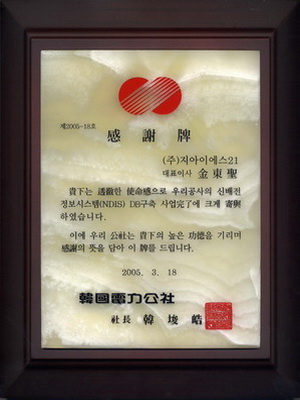 제2005-18호
感謝牌
(주)지아이에스21
대표이사 金東聖
貴下는 透徹한 使命感으로 우리공사의 신배전
정보시스템(NDIS) DB구축 사업完了에 크게 寄與
하였습니다.
이에 우리 公社는 貴下의 높은 功德을 기리며
感謝의 뜻을 담아 이 牌를 드립니다.
2005. 3. 18
韓國電力公社
社長 韓埈晧